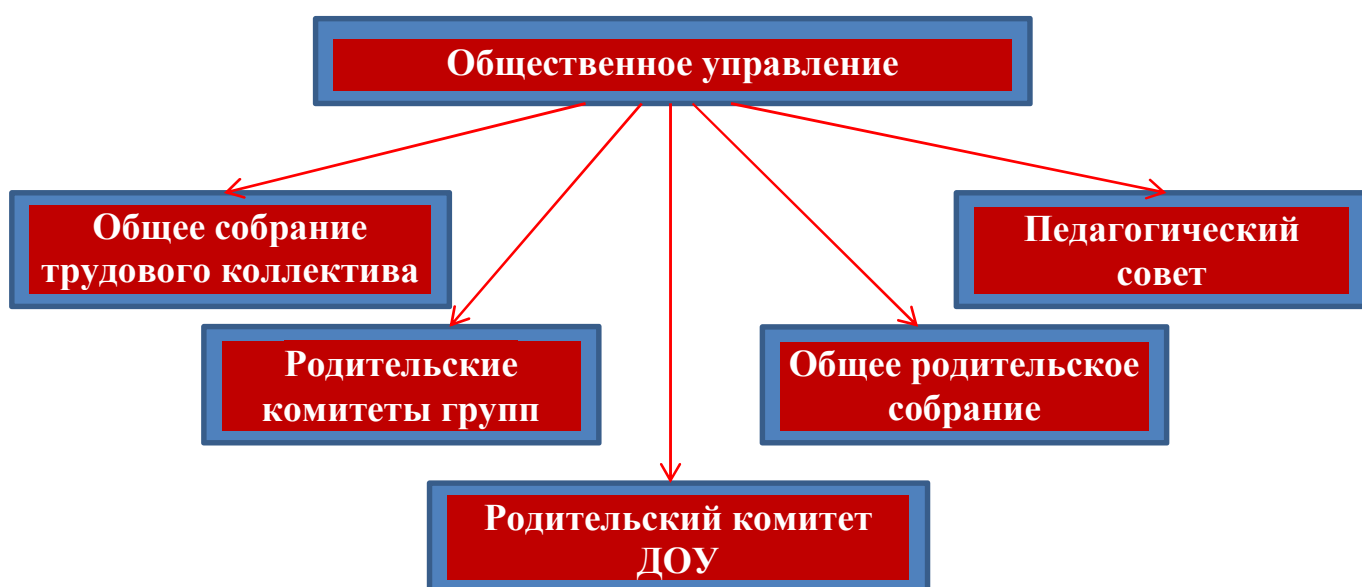 Общественное управление
Общее собрание
трудового коллектива
Педагогический
совет
Родительские
комитеты групп
Общее родительское
собрание
Родительский комитет
ДОУ